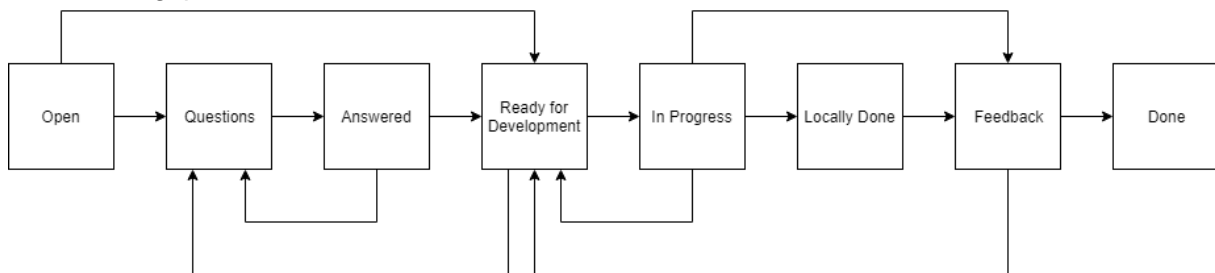 Open
Questions
Answered
Ready for
Development
In Progress
Locally Done
Feedback
Done